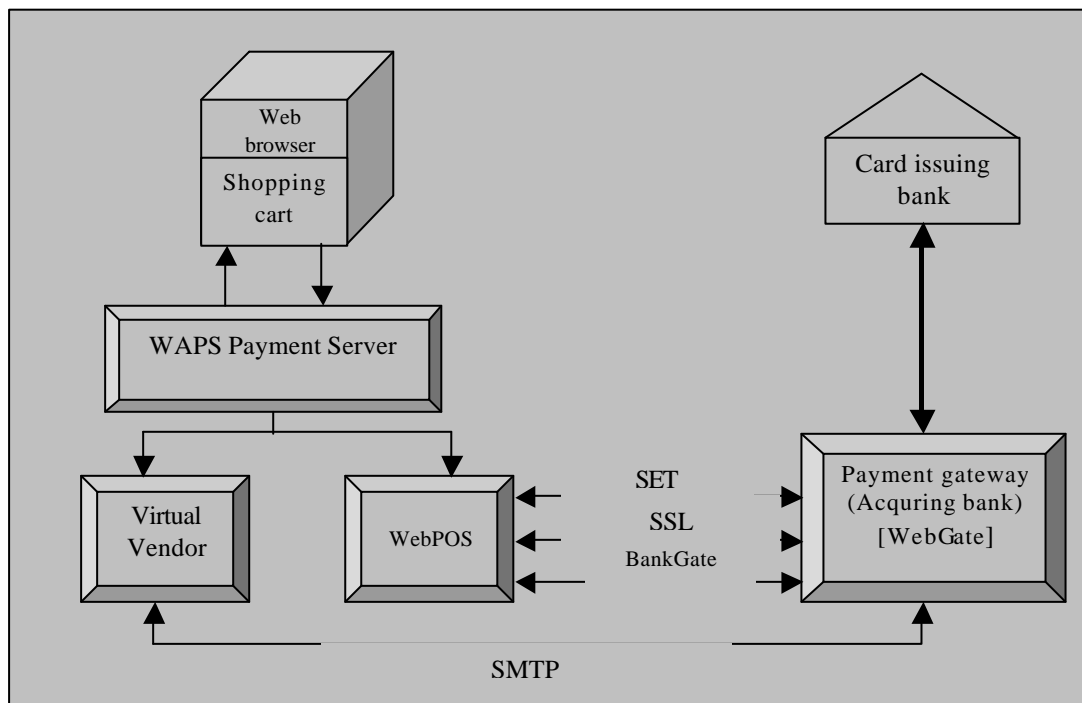 Web
browser
Shopping
cart
Card issuing
bank
WAPS Payment Server
Virtual
Vendor
WebPOS
SET
SSL
BankGate
Payment gateway
(Acquring bank)
[WebGate]
SMTP